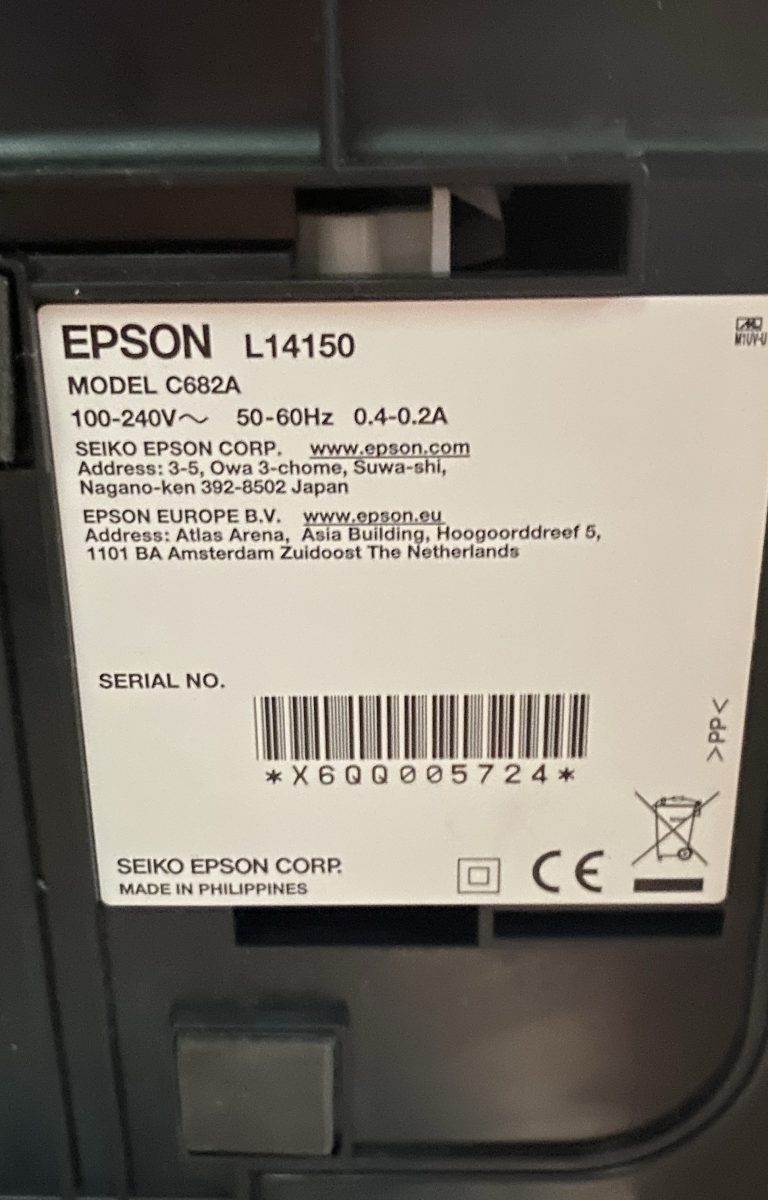 EPSON L14150
MODEL C682A
100-240V～ 50-60Hz 0.4-0.2A
SEIKO EPSON CORP. www.epson.com
Address: 3-5, Owa 3-chome, Suwa-shi,
Nagano-ken 392-8502 Japan
EPSON EUROPE B.V. www.epson.eu
Address: Atlas Arena, Asia Building, Hoogoorddreef 5,
1101 BA Amsterdam Zuidoost The Netherlands
SERIAL NO.
*X6QQ005724*
>PP<
SEIKO EPSON CORP.
MADE IN PHILIPPINES
CE